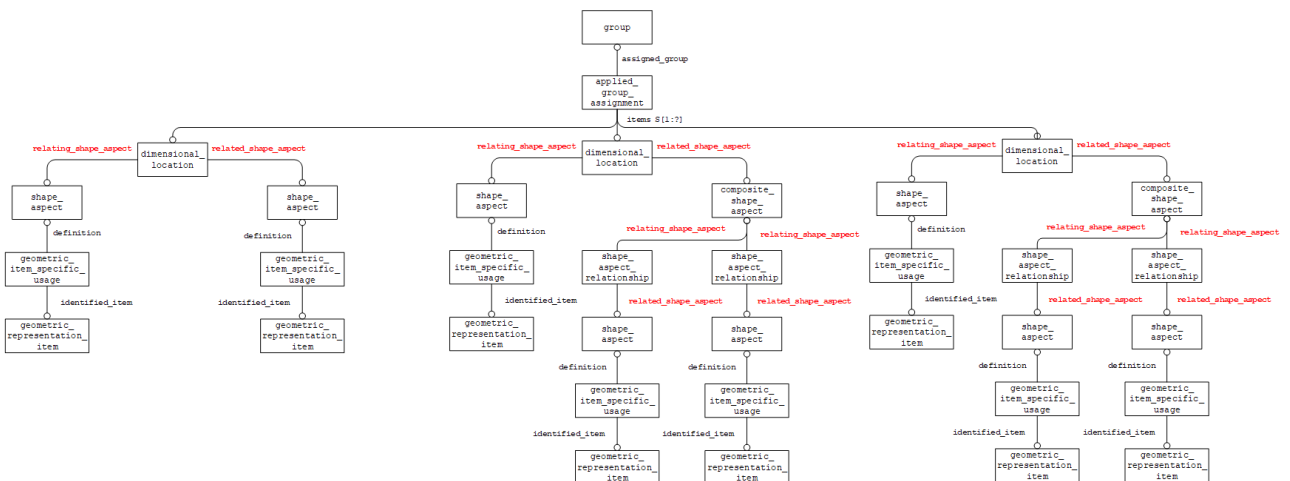 group
assigned_group
applied_
group_
assignment
items S[1:?]
relating_shape_aspect
dimensional_
location
related_shape_aspect
relating_shape_aspect
dimensional_
location
related_shape_aspect
relating_shape_aspect
dimensional_
location
related_shape_aspect
shape_
aspect
shape_
aspect
shape_
aspect
composite_
shape_
aspect
shape_
aspect
composite_
shape_
aspect
definition
definition
definition
relating_shape_aspect
relating_shape_aspect
definition
relating_shape_aspect
relating_shape_aspect
geometric_
item_specific_
usage
geometric_
item_specific_
usage
geometric_
item_specific_
usage
shape_
aspect_
relationship
shape_
aspect_
relationship
geometric_
item_specific_
usage
shape_
aspect_
relationship
shape_
aspect_
relationship
identified_item
identified_item
identified_item
related_shape_aspect
related_shape_aspect
identified_item
related_shape_aspect
related_shape_aspect
geometric_
representation_
item
geometric_
representation_
item
geometric_
representation_
item
shape_
aspect
shape_
aspect
geometric_
representation_
item
shape_
aspect
shape_
aspect
definition
definition
definition
definition
geometric_
item_specific_
usage
geometric_
item_specific_
usage
geometric_
item_specific_
usage
geometric_
item_specific_
usage
identified_item
identified_item
identified_item
identified_item
geometric_
representation_
item
geometric_
representation_
item
geometric_
representation_
item
geometric_
representation_
item